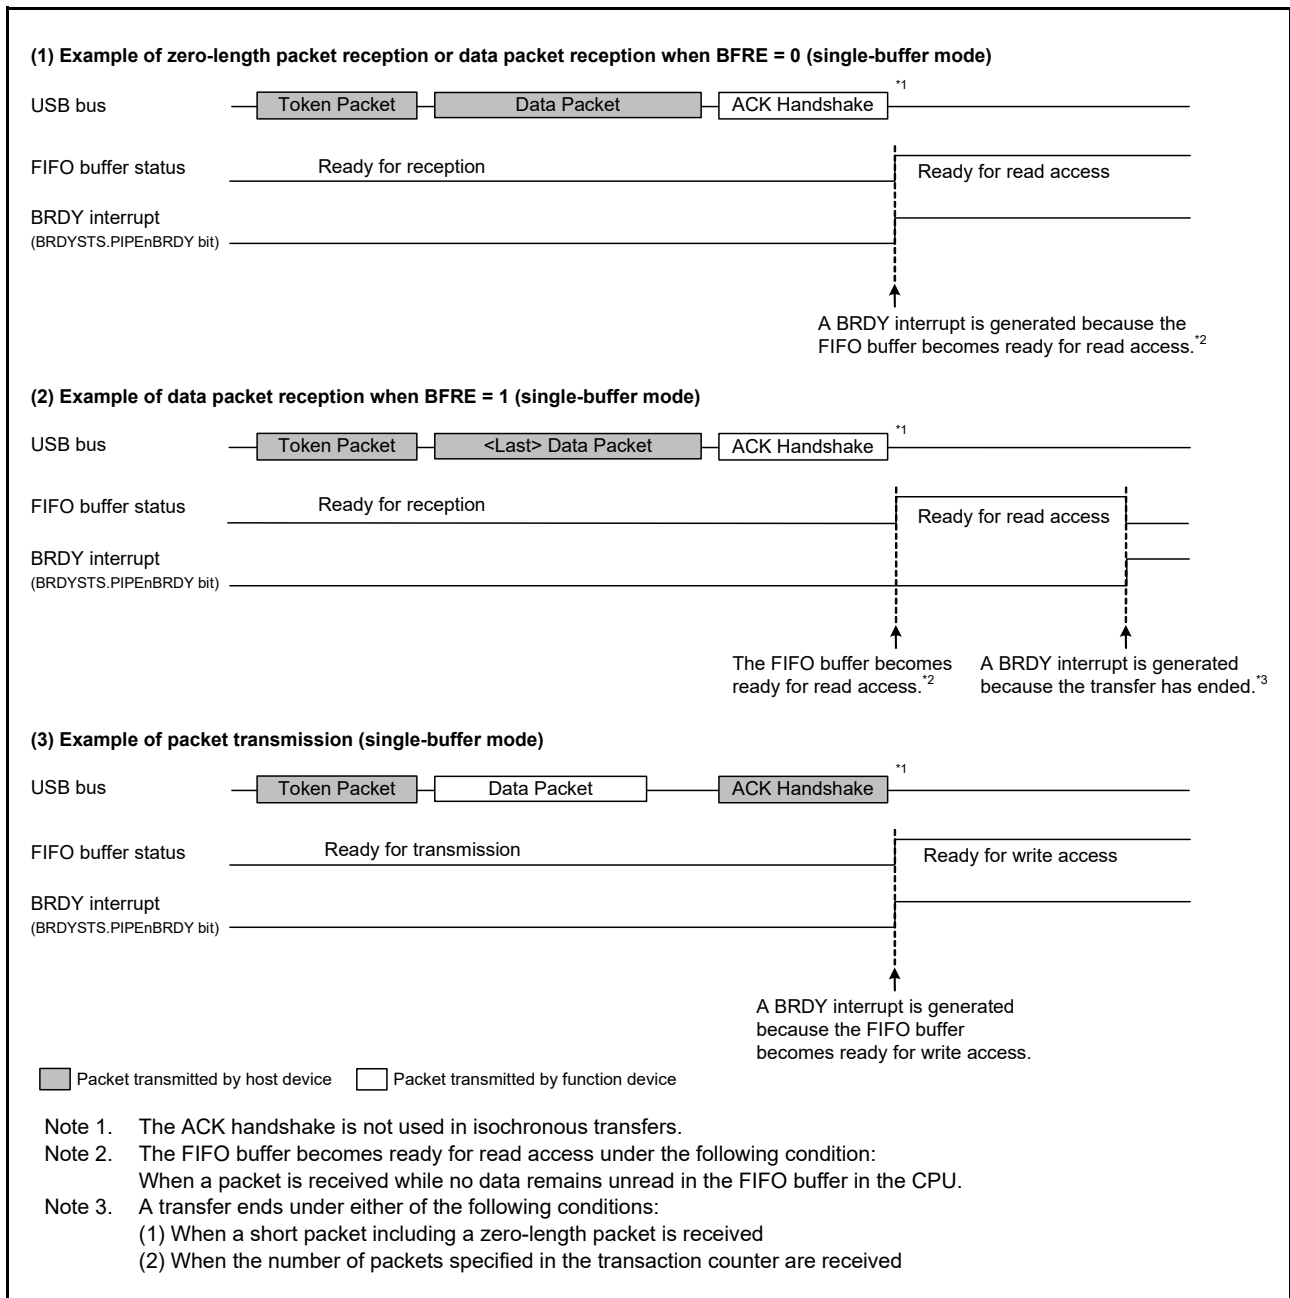 (1) Example of zero-length packet reception or data packet reception when BFRE = 0 (single-buffer mode)
USB bus
Token Packet
Data Packet
ACK Handshake
*1
FIFO buffer status
Ready for reception
Ready for read access
BRDY interrupt
(BRDYSTS.PIPEnBRDY bit)
A BRDY interrupt is generated because the
FIFO buffer becomes ready for read access.*2
(2) Example of data packet reception when BFRE = 1 (single-buffer mode)
USB bus
Token Packet
<Last> Data Packet
ACK Handshake
*1
FIFO buffer status
Ready for reception
Ready for read access
BRDY interrupt
(BRDYSTS.PIPEnBRDY bit)
The FIFO buffer becomes
ready for read access.*2
A BRDY interrupt is generated
because the transfer has ended.*3
(3) Example of packet transmission (single-buffer mode)
USB bus
Token Packet
Data Packet
ACK Handshake
*1
FIFO buffer status
Ready for transmission
Ready for write access
BRDY interrupt
(BRDYSTS.PIPEnBRDY bit)
A BRDY interrupt is generated
because the FIFO buffer
becomes ready for write access.
Packet transmitted by host device
Packet transmitted by function device
Note 1. The ACK handshake is not used in isochronous transfers.
Note 2. The FIFO buffer becomes ready for read access under the following condition:
When a packet is received while no data remains unread in the FIFO buffer in the CPU.
Note 3. A transfer ends under either of the following conditions:
(1) When a short packet including a zero-length packet is received
(2) When the number of packets specified in the transaction counter are received